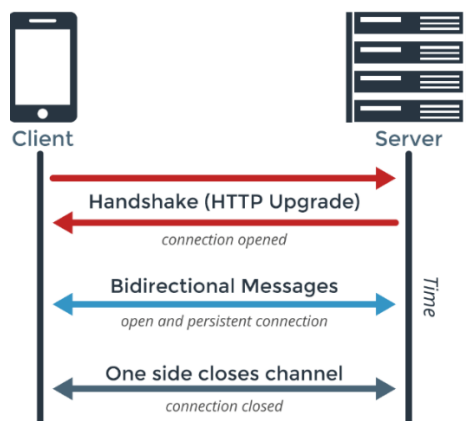 Client
Server
Handshake (HTTP Upgrade)
connection opened
Bidirectional Messages
open and persistent connection
Time
One side closes channel
connection closed